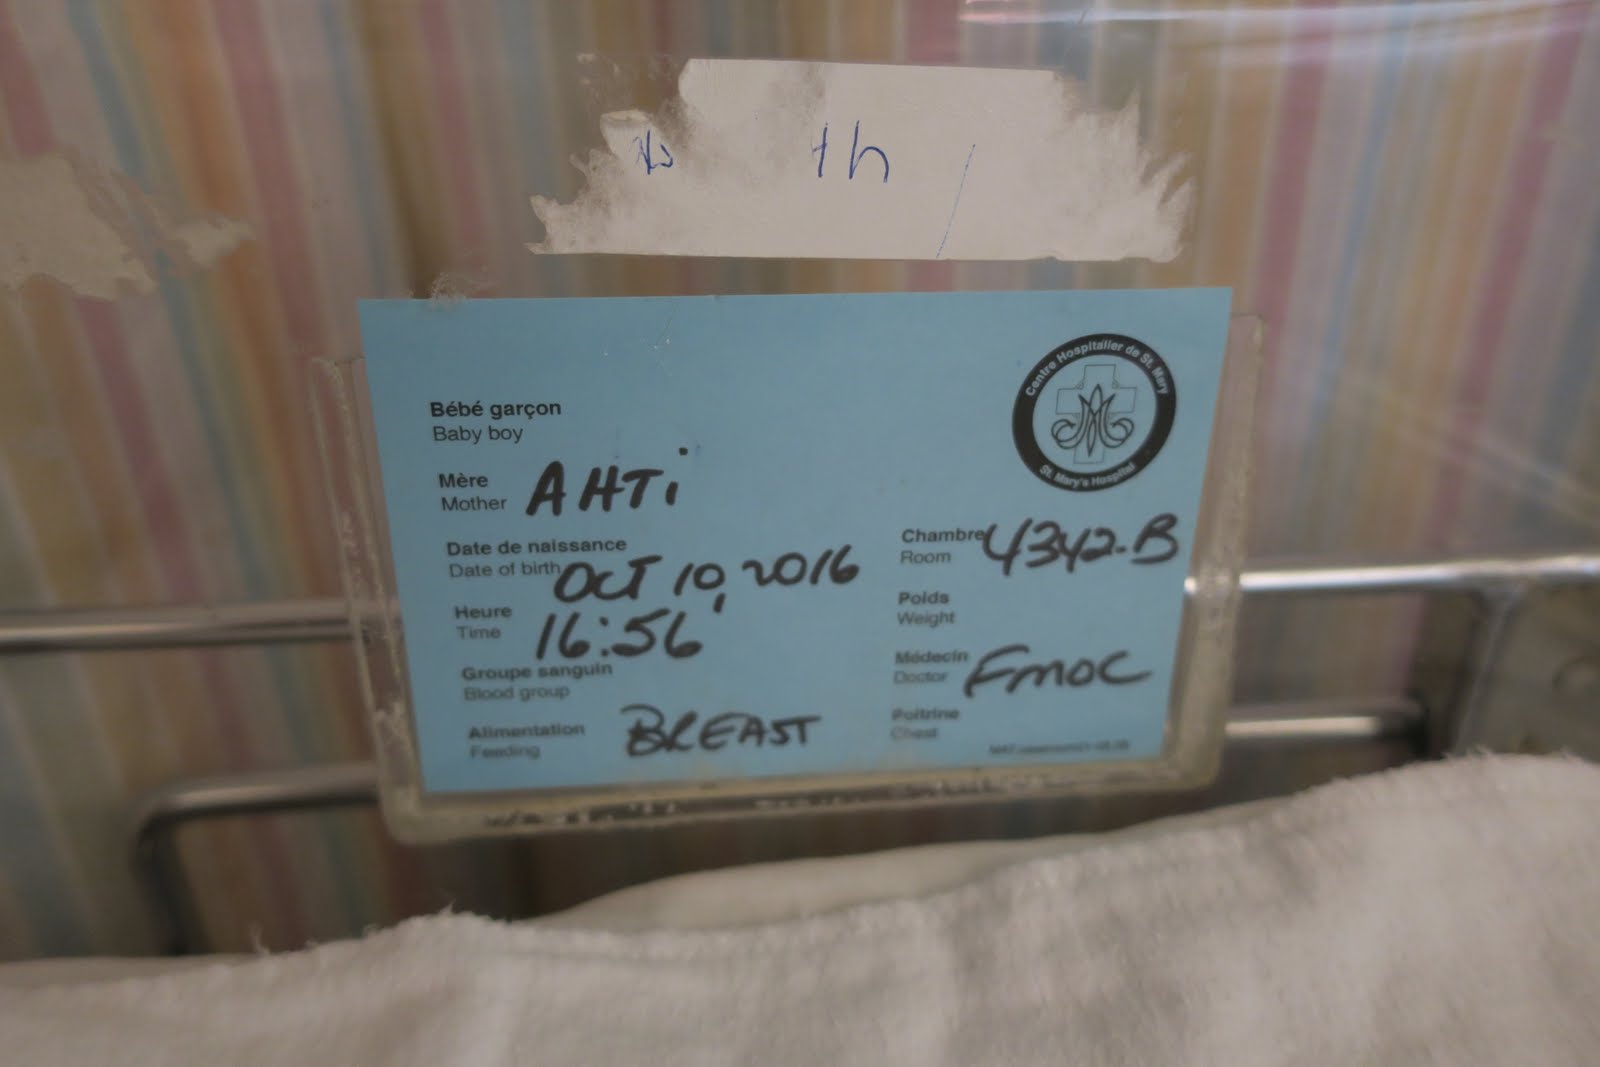 th
Centre Hospitalier de St. Mary
St. Mary's Hospital
Bébé garçon
Baby boy
Mère
Mother AHTi
Date de naissance
Date of birth OCT 10, 2016
Heure
Time 16:56
Groupe sanguin
Blood group
Alimentation
Feeding BREAST
Chambre 4342-B
Room
Poids
Weight
Médecin
Doctor FMOC
Poitrine
Chest